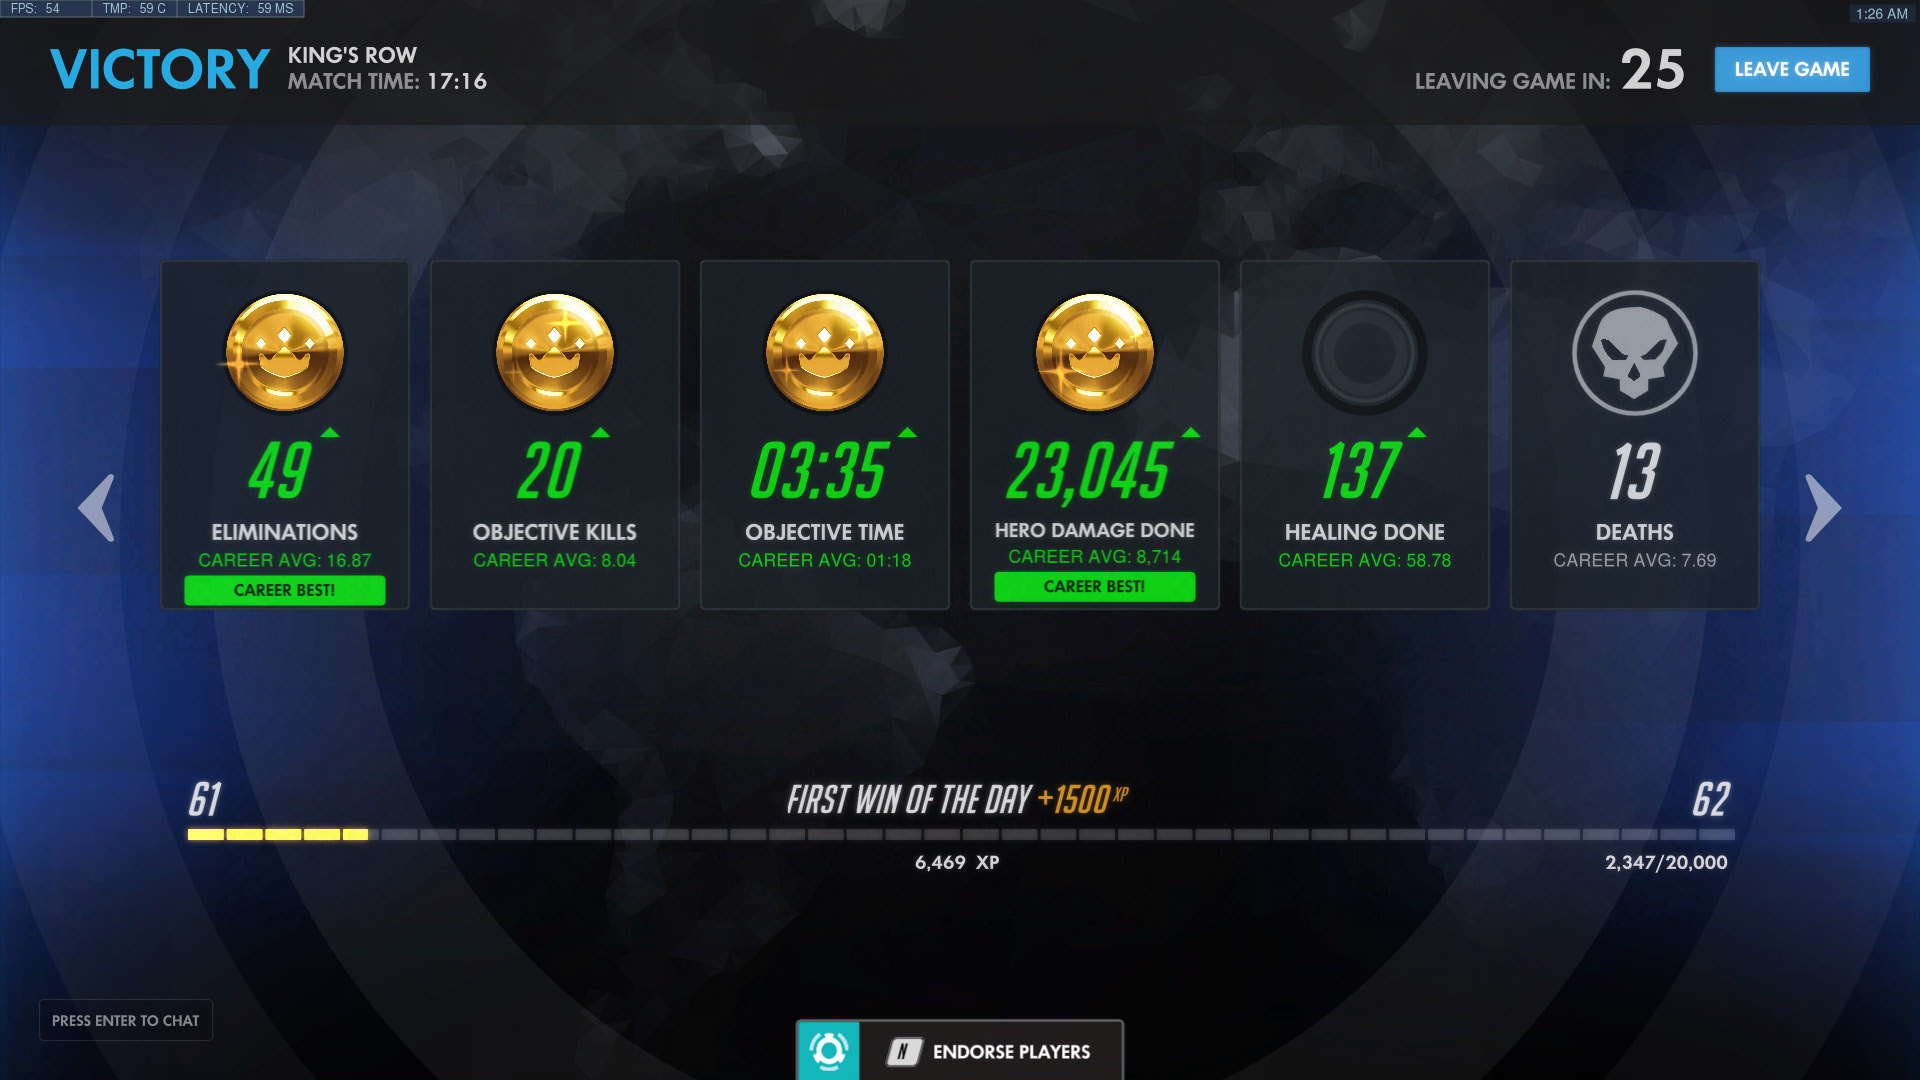 FPS: 54 TMP: 59 C LATENCY: 59 MS
1:26 AM
VICTORY
KING'S ROW
MATCH TIME: 17:16
LEAVING GAME IN: 25
LEAVE GAME
49
ELIMINATIONS
CAREER AVG: 16.87
CAREER BEST!
20
OBJECTIVE KILLS
CAREER AVG: 8.04
03:35
OBJECTIVE TIME
CAREER AVG: 01:18
23,045
HERO DAMAGE DONE
CAREER AVG: 8,714
CAREER BEST!
137
HEALING DONE
CAREER AVG: 58.78
13
DEATHS
CAREER AVG: 7.69
61
FIRST WIN OF THE DAY +1500 XP
62
6,469 XP
2,347/20,000
PRESS ENTER TO CHAT
N ENDORSE PLAYERS